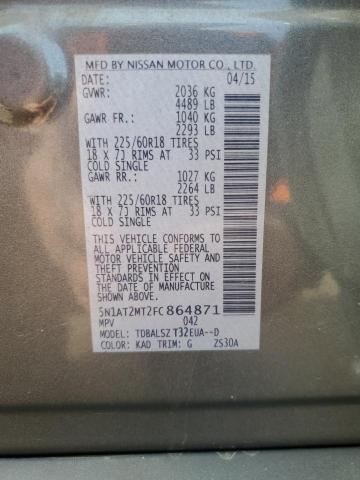 MFD BY NISSAN MOTOR CO., LTD.
DATE: 04/15
GVWR: 2036 KG
4489 LB
GAWR FR: 1040 KG
2293 LB
WITH 225/60R18 TIRES
18 X 7J RIMS AT 33 PSI
COLD SINGLE
GAWR RR: 1027 KG
2264 LB
WITH 225/60R18 TIRES
18 X 7J RIMS AT 33 PSI
COLD SINGLE
THIS VEHICLE CONFORMS TO
ALL APPLICABLE FEDERAL
MOTOR VEHICLE SAFETY AND
THEFT PREVENTION
STANDARDS IN EFFECT ON
THE DATE OF MANUFACTURE
SHOWN ABOVE.
5N1AT2MT2FC864871
MPV 042
MODEL: TDBALSZ T32EUA--D
COLOR: KAD TRIM: G ZS30A